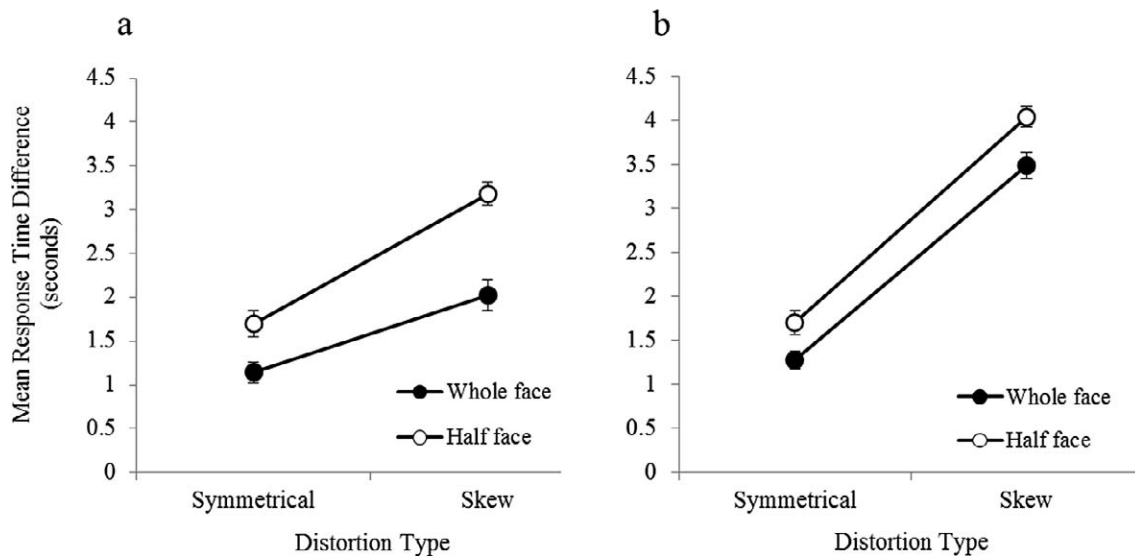 a
Mean Response Time Difference
(seconds)
4.5
4
3.5
3
2.5
2
1.5
1
0.5
0
Whole face
Half face
Symmetrical
Skew
Distortion Type
b
4.5
4
3.5
3
2.5
2
1.5
1
0.5
0
Whole face
Half face
Symmetrical
Skew
Distortion Type